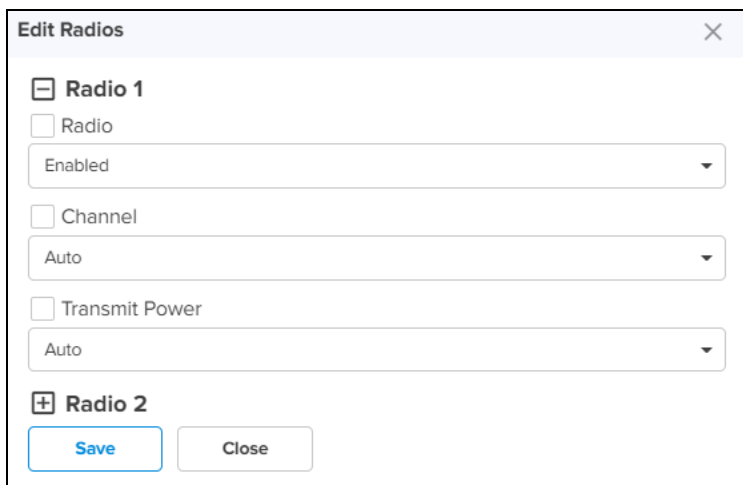 Edit Radios
Radio 1
Radio
Enabled
Channel
Auto
Transmit Power
Auto
Radio 2
Save Close